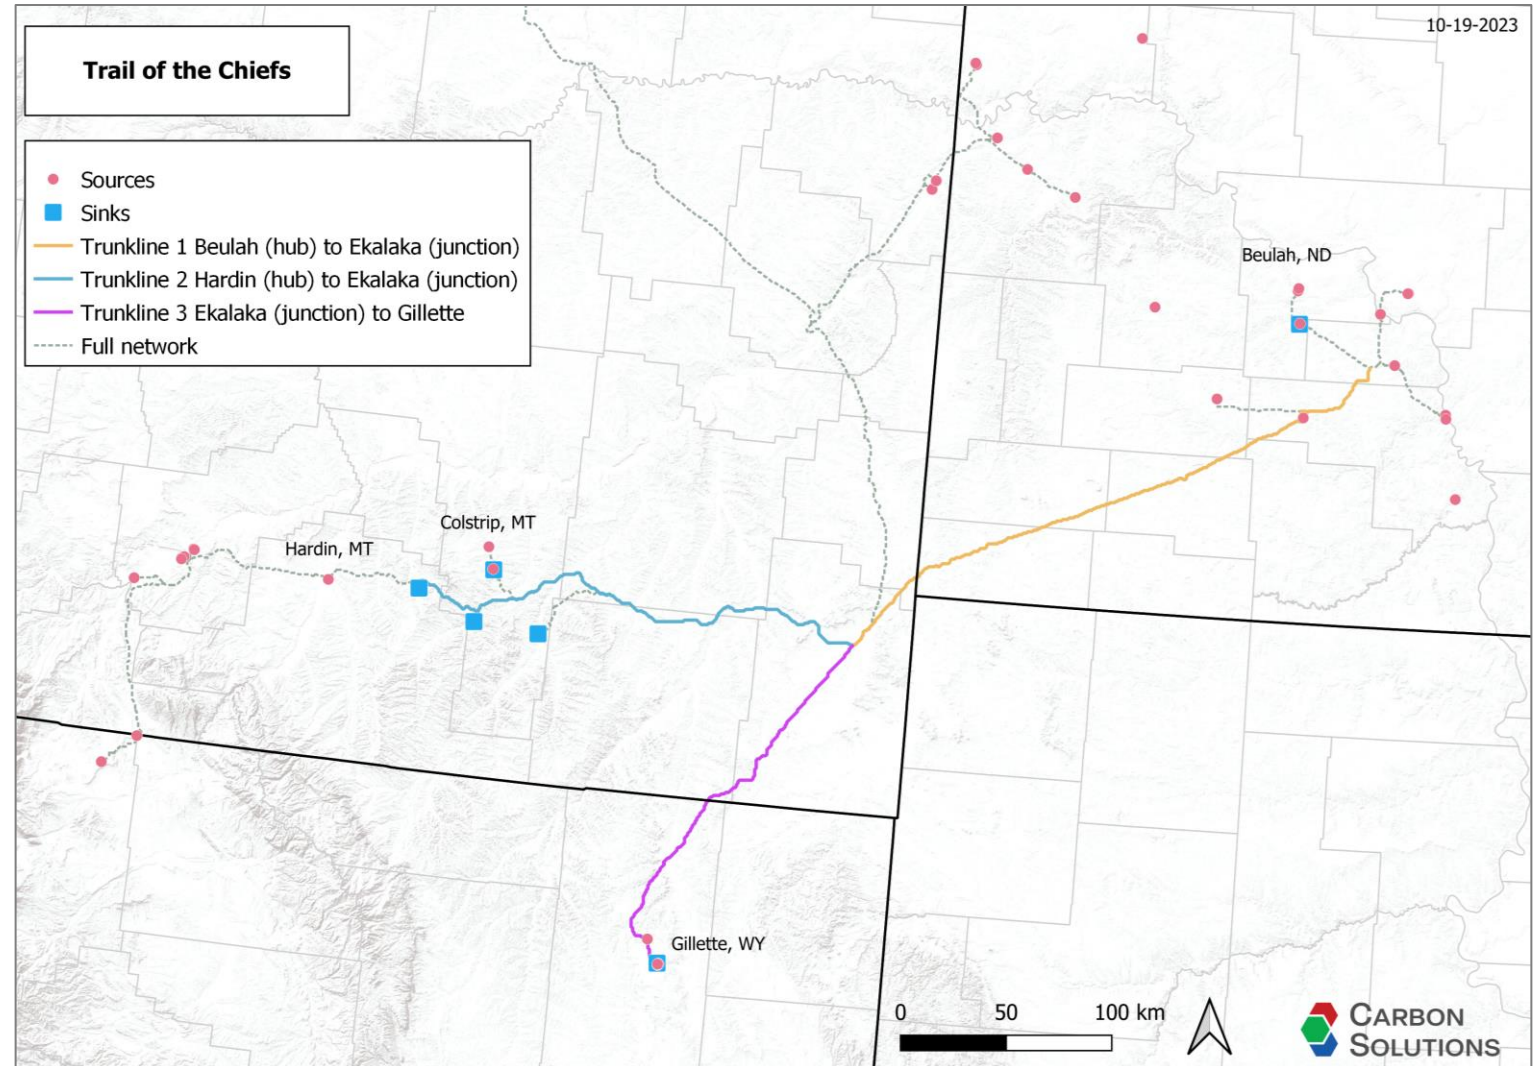 10-19-2023
Trail of the Chiefs
Sources
Sinks
Trunkline 1 Beulah (hub) to Ekalaka (junction)
Trunkline 2 Hardin (hub) to Ekalaka (junction)
Trunkline 3 Ekalaka (junction) to Gillette
Full network
Beulah, ND
Colstrip, MT
Hardin, MT
Gillette, WY
0 50 100 km
CARBON
SOLUTIONS